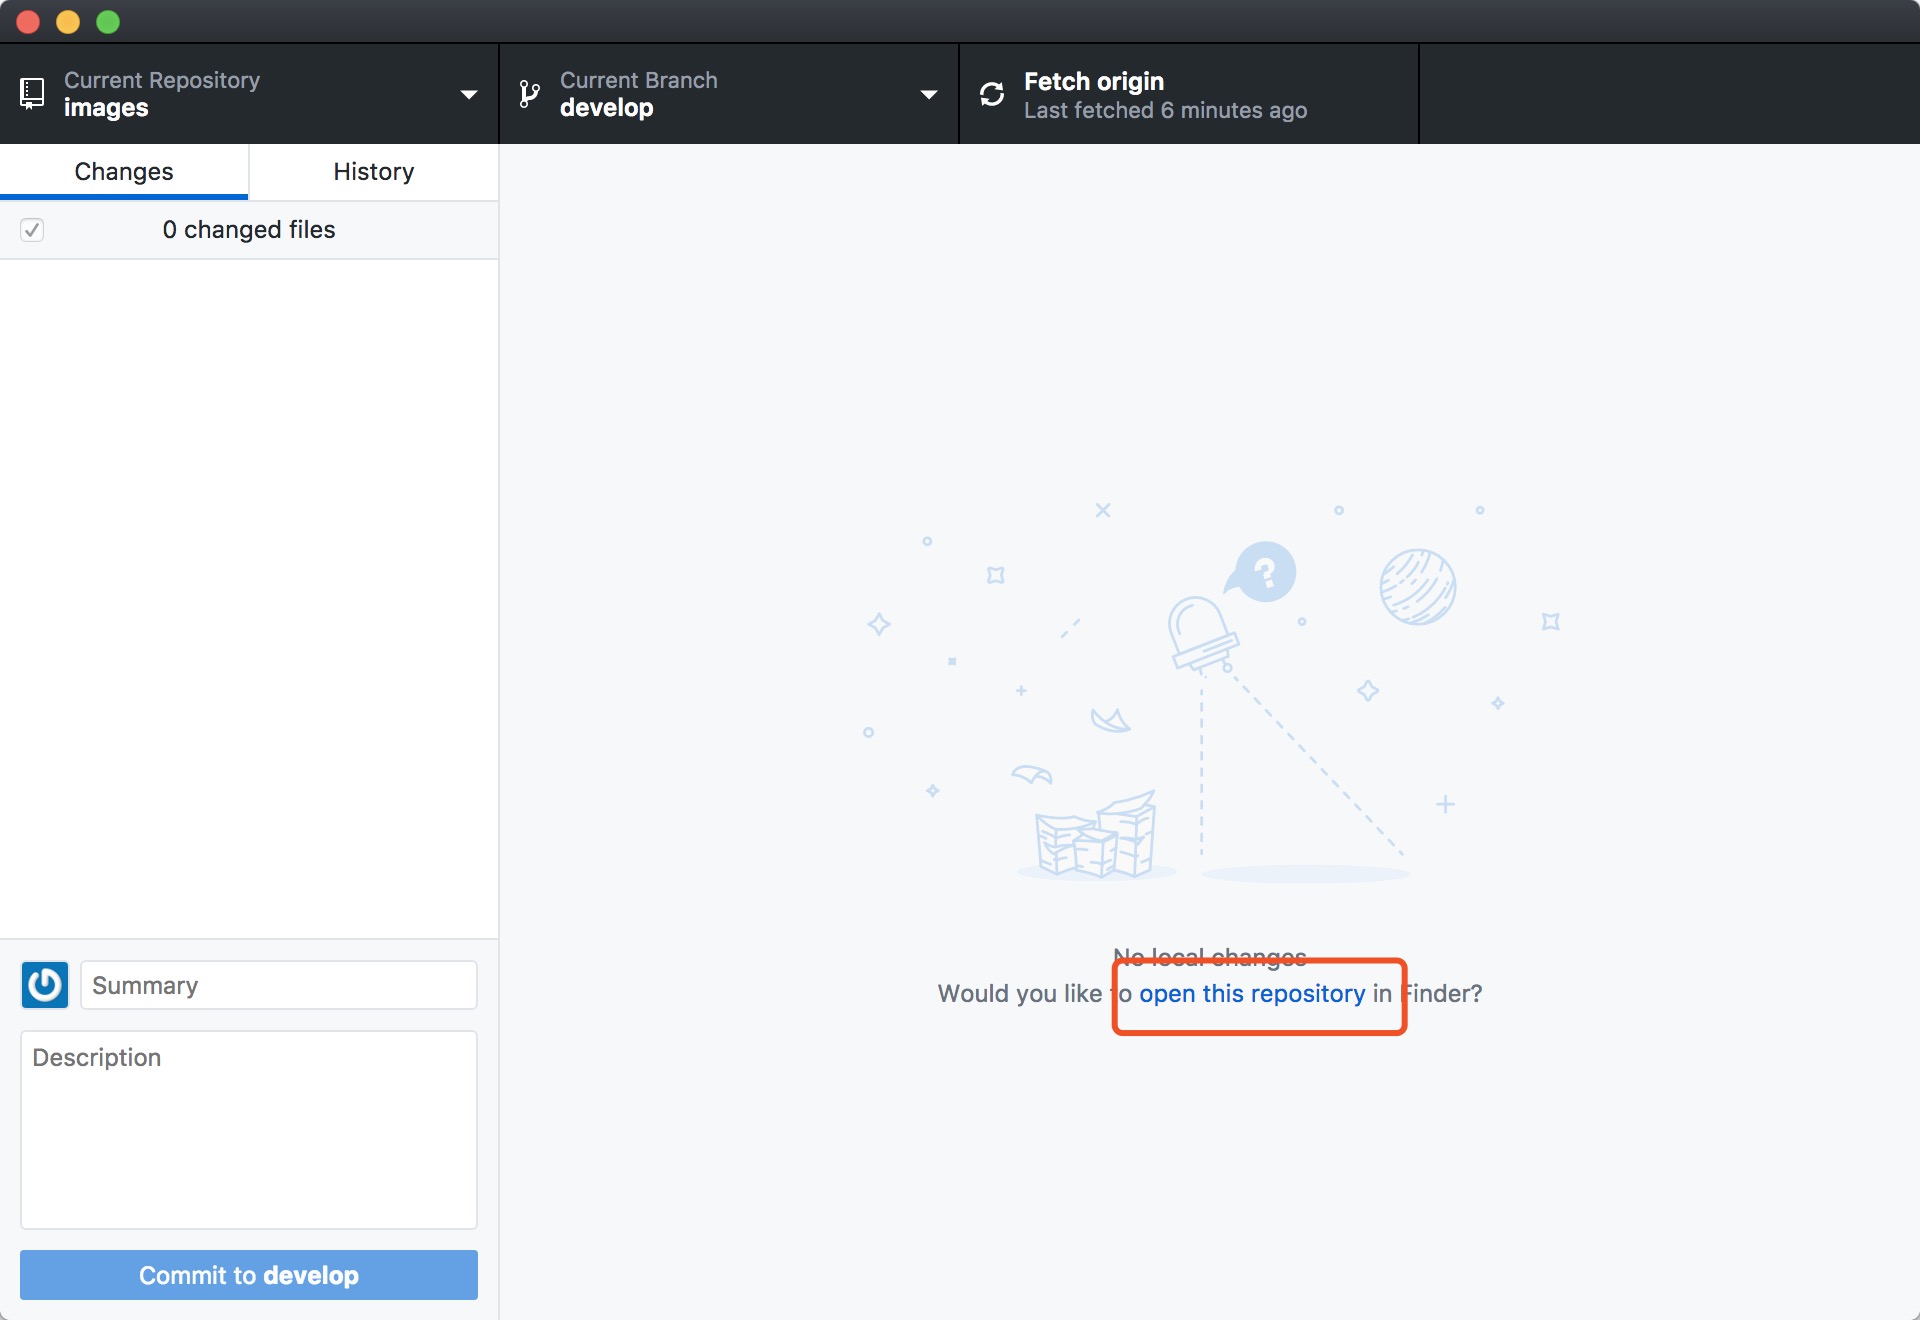 Current Repository
images
Current Branch
develop
Fetch origin
Last fetched 6 minutes ago
Changes
History
0 changed files
?
No local changes
Would you like to open this repository in Finder?
Summary
Description
Commit to develop